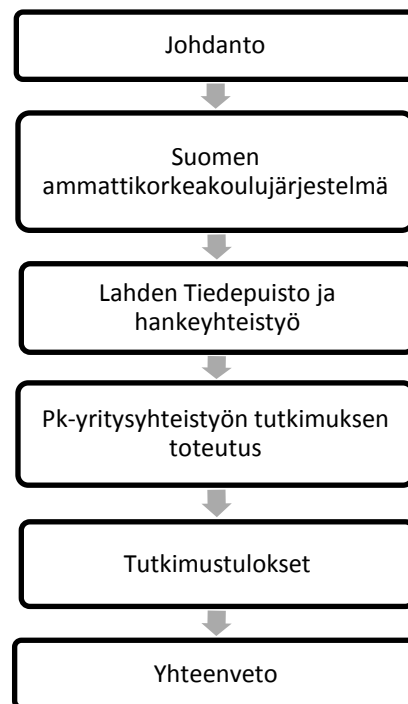 Johdanto
Suomen
ammattikorkeakoulujärjestelmä
Lahden Tiedepuisto ja
hankeyhteistyö
Pk-yritysyhteistyön tutkimuksen
toteutus
Tutkimustulokset
Yhteenveto